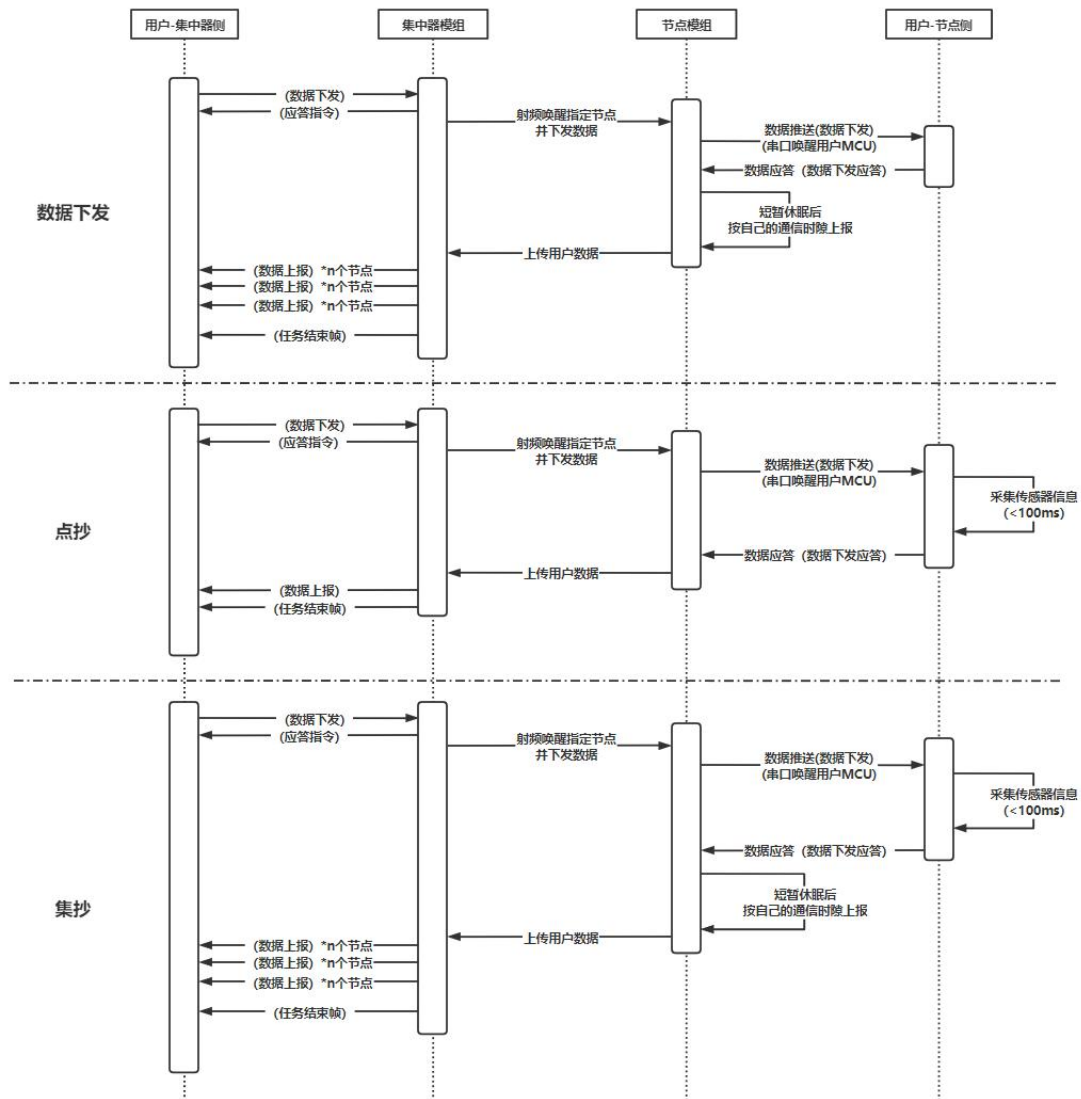 用户-集中器侧
集中器模组
节点模组
用户-节点侧
数据下发
(数据下发)
(应答指令)
射频唤醒指定节点
并下发数据
数据推送(数据下发)
(串口唤醒用户MCU)
数据应答（数据下发应答）
短暂休眠后
按自己的通信时隙上报
上传用户数据
(数据上报）*n个节点
(数据上报）*n个节点
(数据上报）*n个节点
(任务结束帧)
点抄
(数据下发)
(应答指令)
射频唤醒指定节点
并下发数据
数据推送(数据下发)
(串口唤醒用户MCU)
采集传感器信息
（<100ms）
数据应答（数据下发应答）
上传用户数据
(数据上报)
(任务结束帧)
集抄
(数据下发)
(应答指令)
射频唤醒指定节点
并下发数据
数据推送(数据下发)
(串口唤醒用户MCU)
采集传感器信息
（<100ms）
数据应答（数据下发应答）
短暂休眠后
按自己的通信时隙上报
上传用户数据
(数据上报）*n个节点
(数据上报）*n个节点
(数据上报）*n个节点
(任务结束帧)